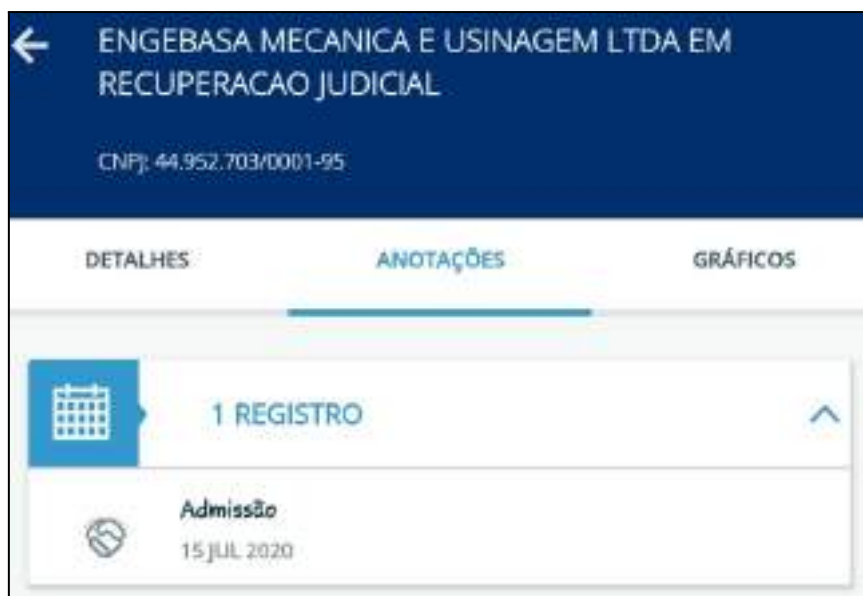 ENGEBASA MECANICA E USINAGEM LTDA EM
RECUPERACAO JUDICIAL
CNPJ: 44.952.703/0001-95
DETALHES ANOTAÇÕES GRÁFICOS
1 REGISTRO
Admissão
15 JUL 2020